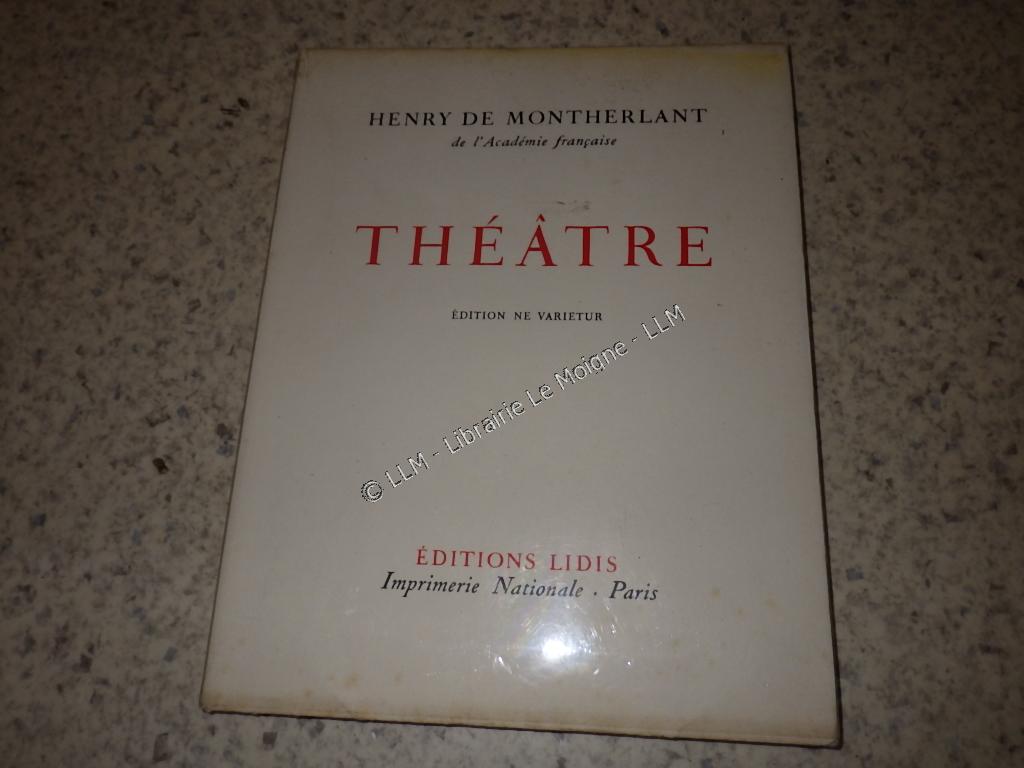 HENRY DE MONTHERLANT
de l'Académie française
THÉÂTRE
ÉDITION NE VARIETUR
© LLM - Librairie Le Moigne - LLM
ÉDITIONS LIDIS
Imprimerie Nationale . Paris